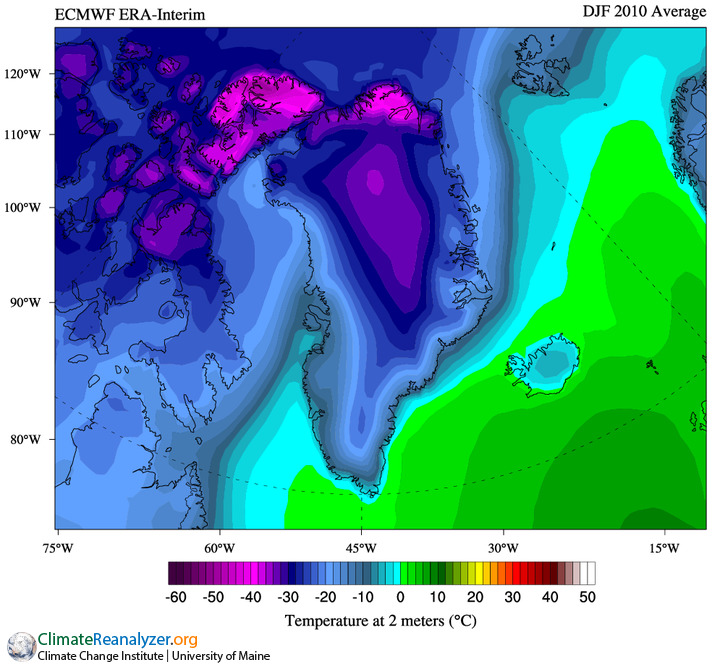 ECMWF ERA-Interim DJF 2010 Average
120°W
110°W
100°W
90°W
80°W
75°W 60°W 45°W 30°W 15°W
-60 -50 -40 -30 -20 -10 0 10 20 30 40 50
Temperature at 2 meters (°C)
ClimateReanalyzer.org
Climate Change Institute | University of Maine